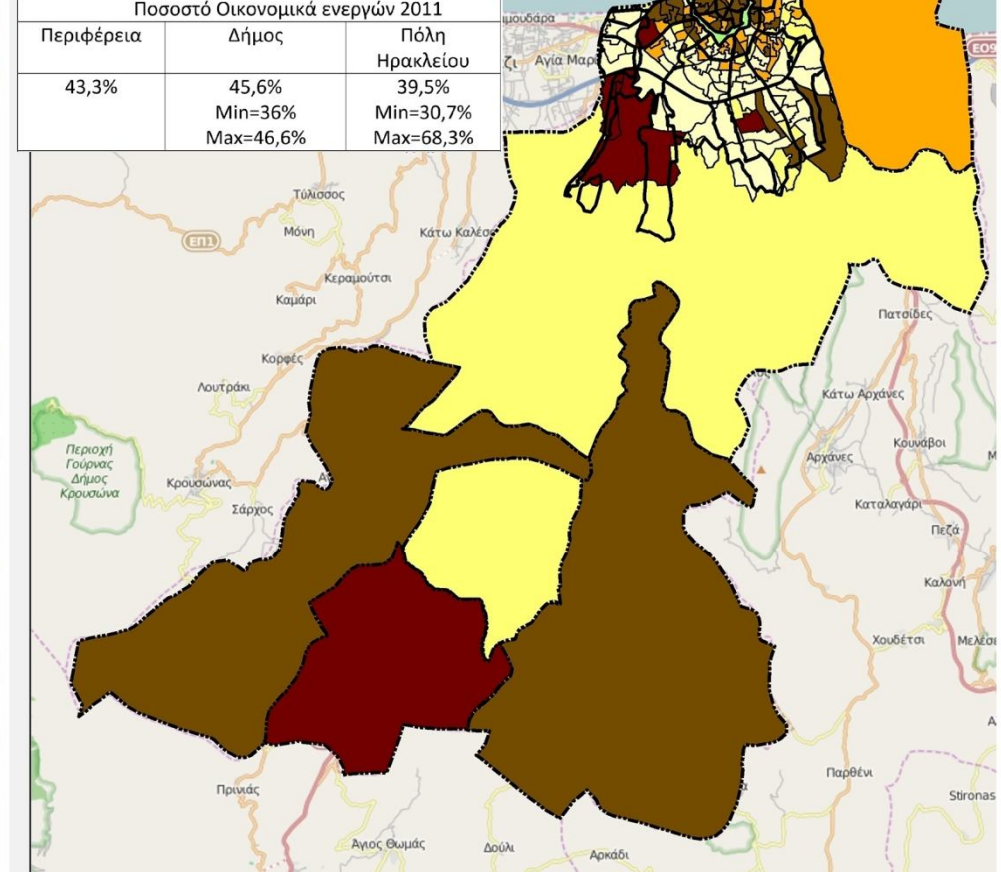 Ποσοστό Οικονομικά ενεργών 2011
Περιφέρεια
Δήμος
Πόλη
Ηρακλείου
43,3%
45,6%
39,5%
Min=36%
Min=30,7%
Max=46,6%
Max=68,3%
Αγία Μαρ
ΕΟ9
Τύλισσος
Μόνη
Κάτω Καλέσ
ΕΠ1
Κεραμούτσι
Καμάρι
Πατσίδες
Κορφές
Λουτράκι
Κάτω Αρχάνες
Κουνάβοι
Αρχάνες
Περιοχή
Γούρνας
Δήμος
Κρουσώνα
Κρουσώνας
Σάρχος
Καταλαγάρι
Πεζά
Καλονή
Χουδέτσι
Μελέσε
Παρθένι
Πρινιάς
Stironas
Άγιος Θωμάς
Δούλι
Αρκάδι